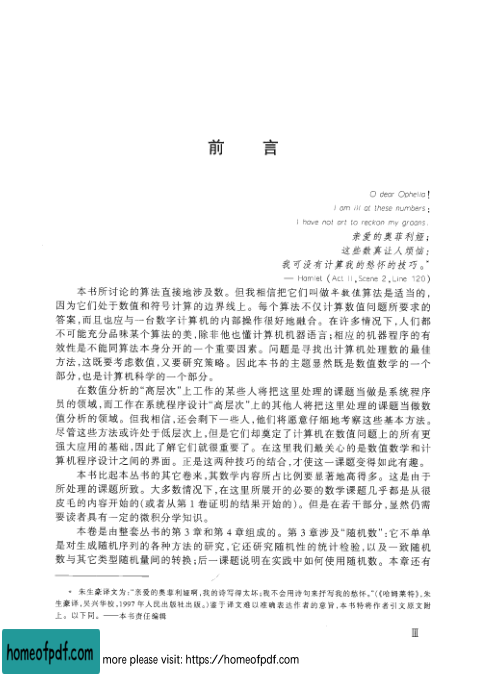 前 言
O dear Ophelia!
I am ill at these numbers:
I have not art to reckon my groans.
亲爱的奥菲利娅;
这些数真让人烦恼:
我可没有计算我的愁怀的技巧。*
— Hamlet (Act II, Scene 2, Line 120)
本书所讨论的算法直接地涉及数。但我相信把它们叫做半数值算法是适当的,
因为它们处于数值和符号计算的边界线上。每个算法不仅计算数值问题所要求的
答案,而且也应与一台数字计算机的内部操作很好地融合。在许多情况下,人们都
不可能充分品味某个算法的美,除非他也懂计算机机器语言;相应的机器程序的有
效性是不能同算法本身分开的一个重要因素。问题是寻找出计算机处理数的最佳
方法,这既要考虑数值,又要研究策略。因此本书的主题显然既是数值数学的一个
部分,也是计算机科学的一个部分。
在数值分析的“高层次”上工作的某些人将把这里处理的课题当做是系统程序
员的领域,而工作在系统程序设计“高层次”上的其他人将把这里处理的课题当做数
值分析的领域。但我相信,还会剩下一些人,他们将愿意仔细地考察这些基本方法。
尽管这些方法或许处于低层次上,但是它们却奠定了计算机在数值问题上的所有更
强大应用的基础,因此了解它们就很重要了。在这里我们最关心的是数值数学和计
算机程序设计之间的界面。正是这两种技巧的结合,才使这一课题变得如此有趣。
本书比起本丛书的其它卷来,其数学内容所占比例要显著地高得多。这是由于
所处理的课题所致。大多数情况下,在这里所展开的必要的数学课题几乎都是从很
皮毛的内容开始的(或者从第 1 卷证明的结果开始的)。但是在若干部分,显然仍需
要读者具有一定的微积分学知识。
本卷是由整套丛书的第 3 章和第 4 章组成的。第 3 章涉及“随机数”:它不单单
是对生成随机序列的各种方法的研究,它还研究随机性的统计检验,以及一致随机
数与其它类型随机量间的转换;后一课题说明在实践中如何使用随机数。本章还有
* 朱生豪译文为:“亲爱的奥菲利娅啊,我的诗写得太坏;我不会用诗句来抒写我的愁怀。”(《哈姆莱特》,朱
生豪译,吴兴华校,1997 年人民出版社出版。)鉴于译文难以准确表达作者的意旨,本书特将作者引文原文附
上。以下同。——本书责任编辑
Ⅲ
homeofpdf.com
more please visit: https://homeofpdf.com